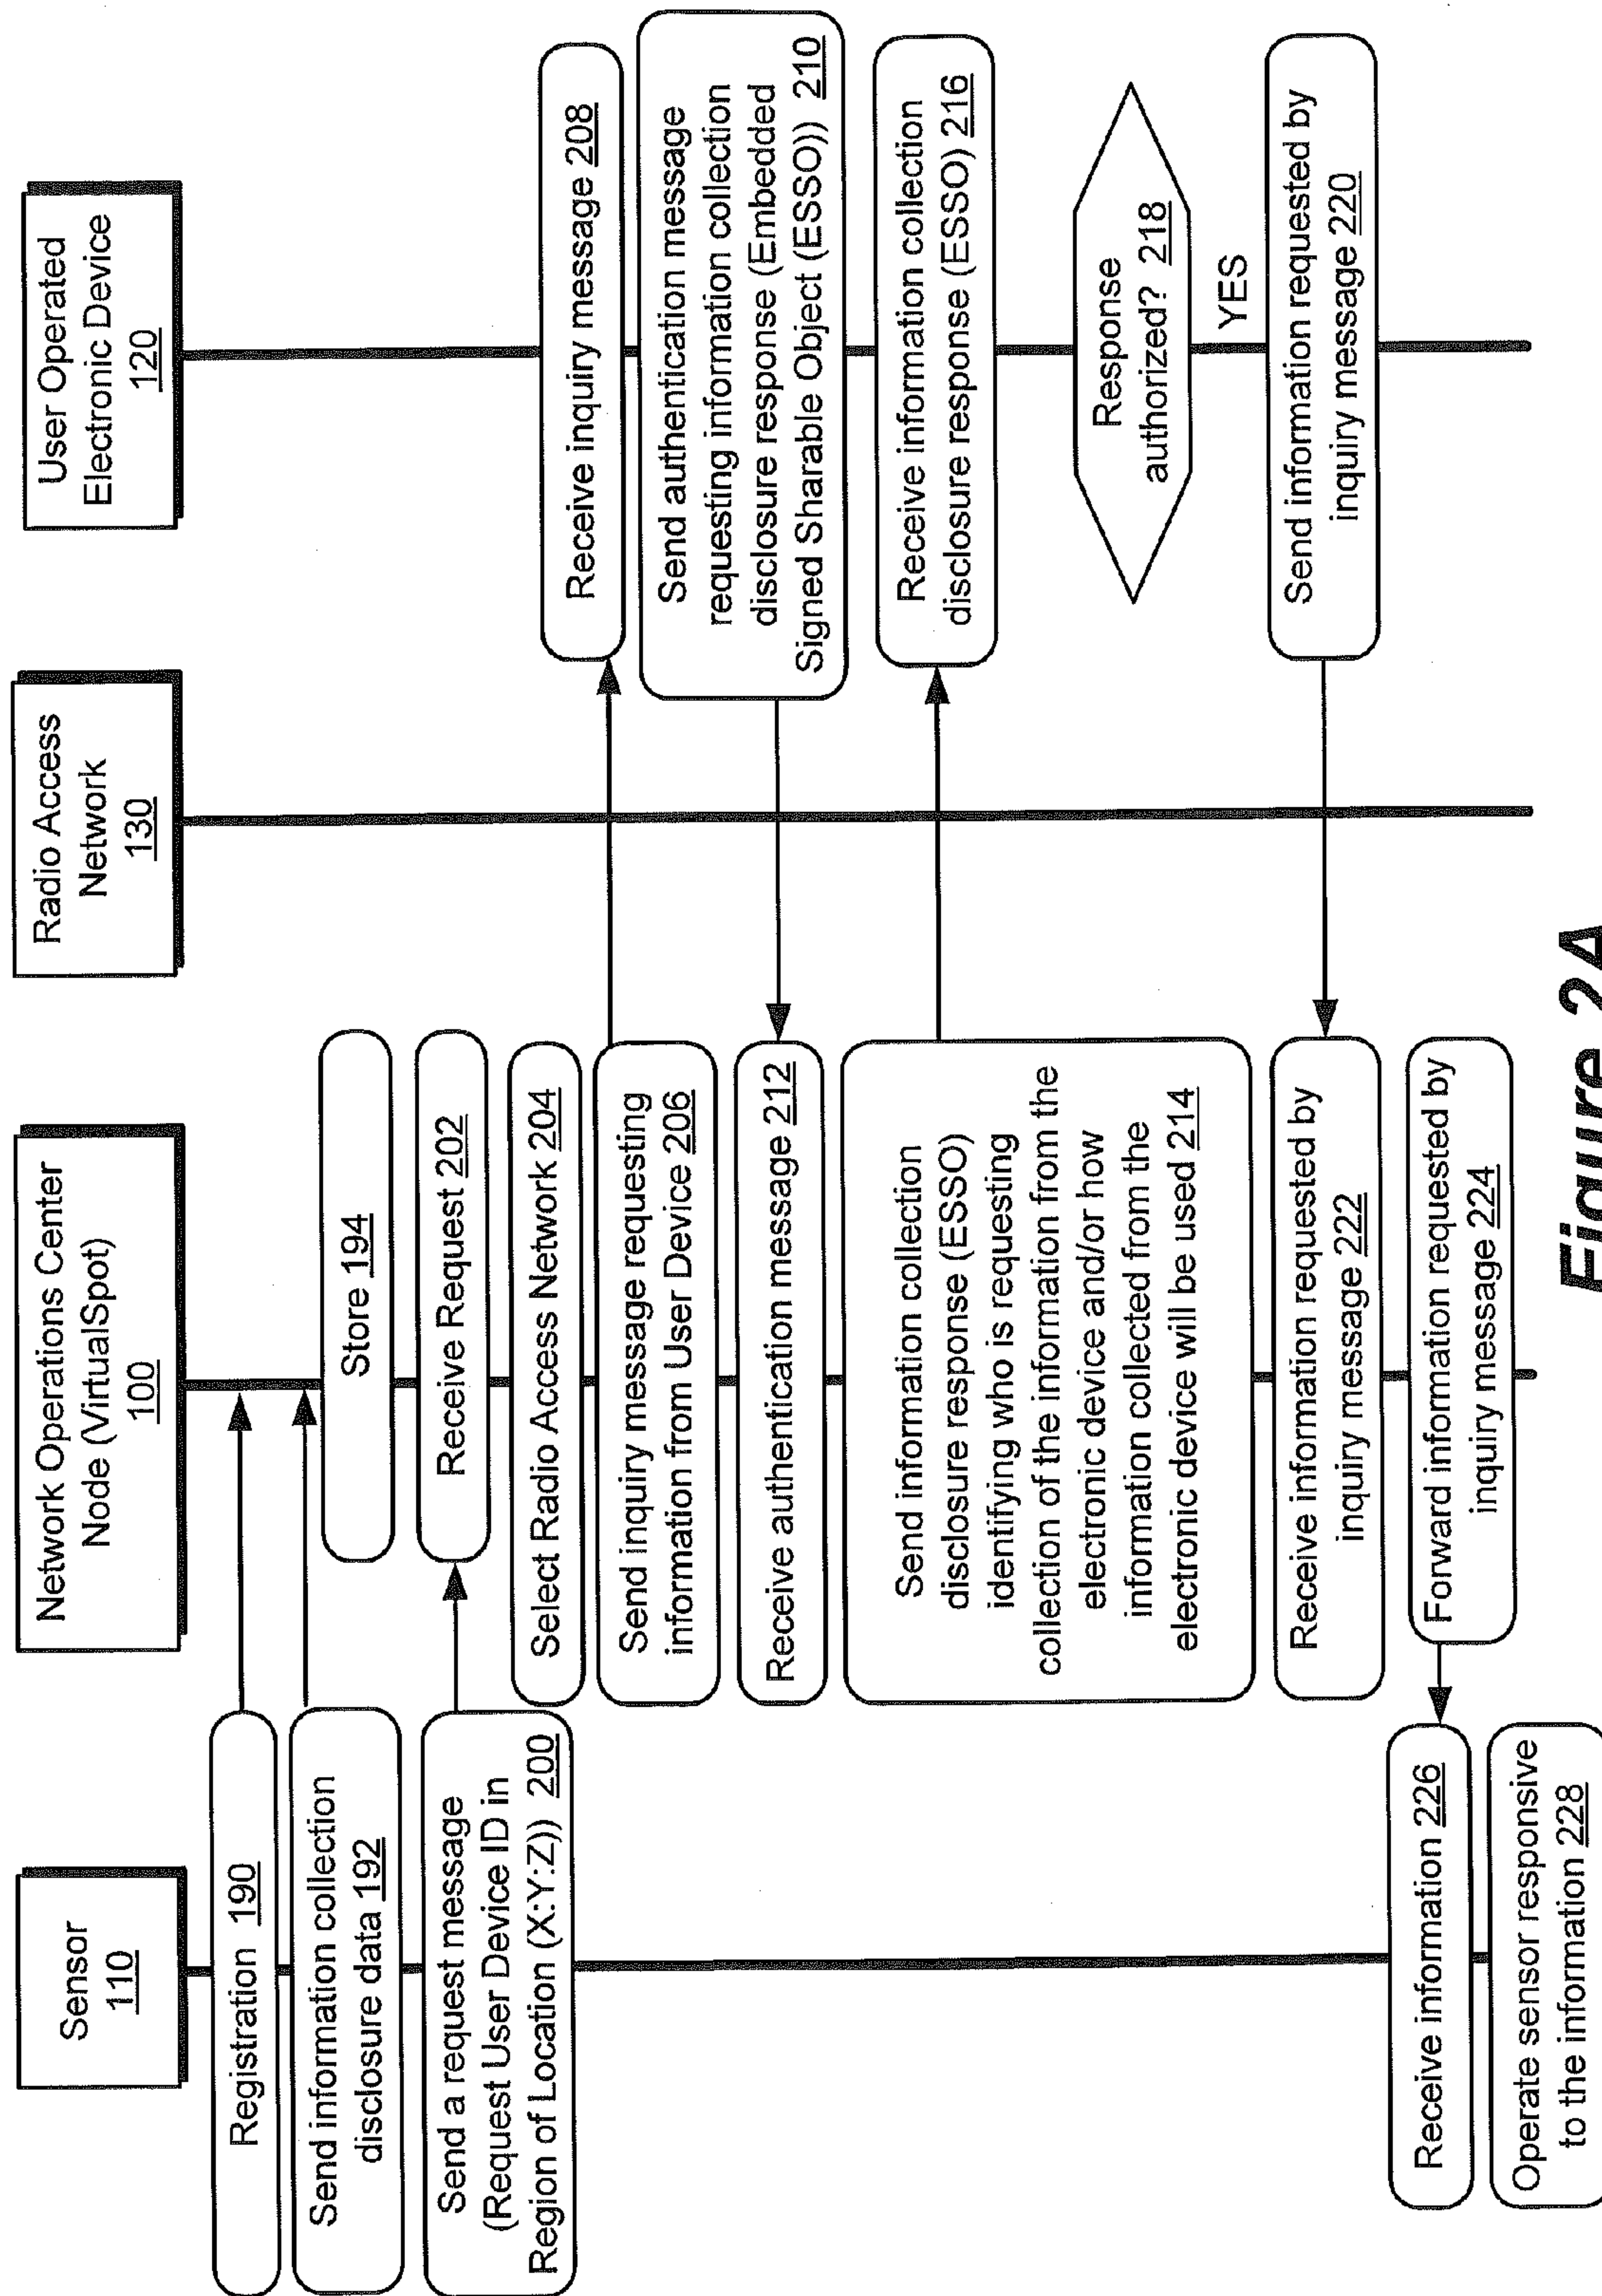 Sensor
110
Network Operations Center
Node (VirtualSpot)
100
Radio Access
Network
130
User Operated
Electronic Device
120
Registration 190
Send information collection
disclosure data 192
Store 194
Send a request message
(Request User Device ID in
Region of Location (X:Y:Z)) 200
Receive Request 202
Select Radio Access Network 204
Send inquiry message requesting
information from User Device 206
Receive inquiry message 208
Send authentication message
requesting information collection
disclosure response (Embedded
Signed Sharable Object (ESSO)) 210
Receive authentication message 212
Send information collection
disclosure response (ESSO)
identifying who is requesting
collection of the information from the
electronic device and/or how
information collected from the
electronic device will be used 214
Receive information collection
disclosure response (ESSO) 216
Response
authorized? 218
YES
Send information requested by
inquiry message 220
Receive information requested by
inquiry message 222
Forward information requested by
inquiry message 224
Receive information 226
Operate sensor responsive
to the information 228
Figure 2A